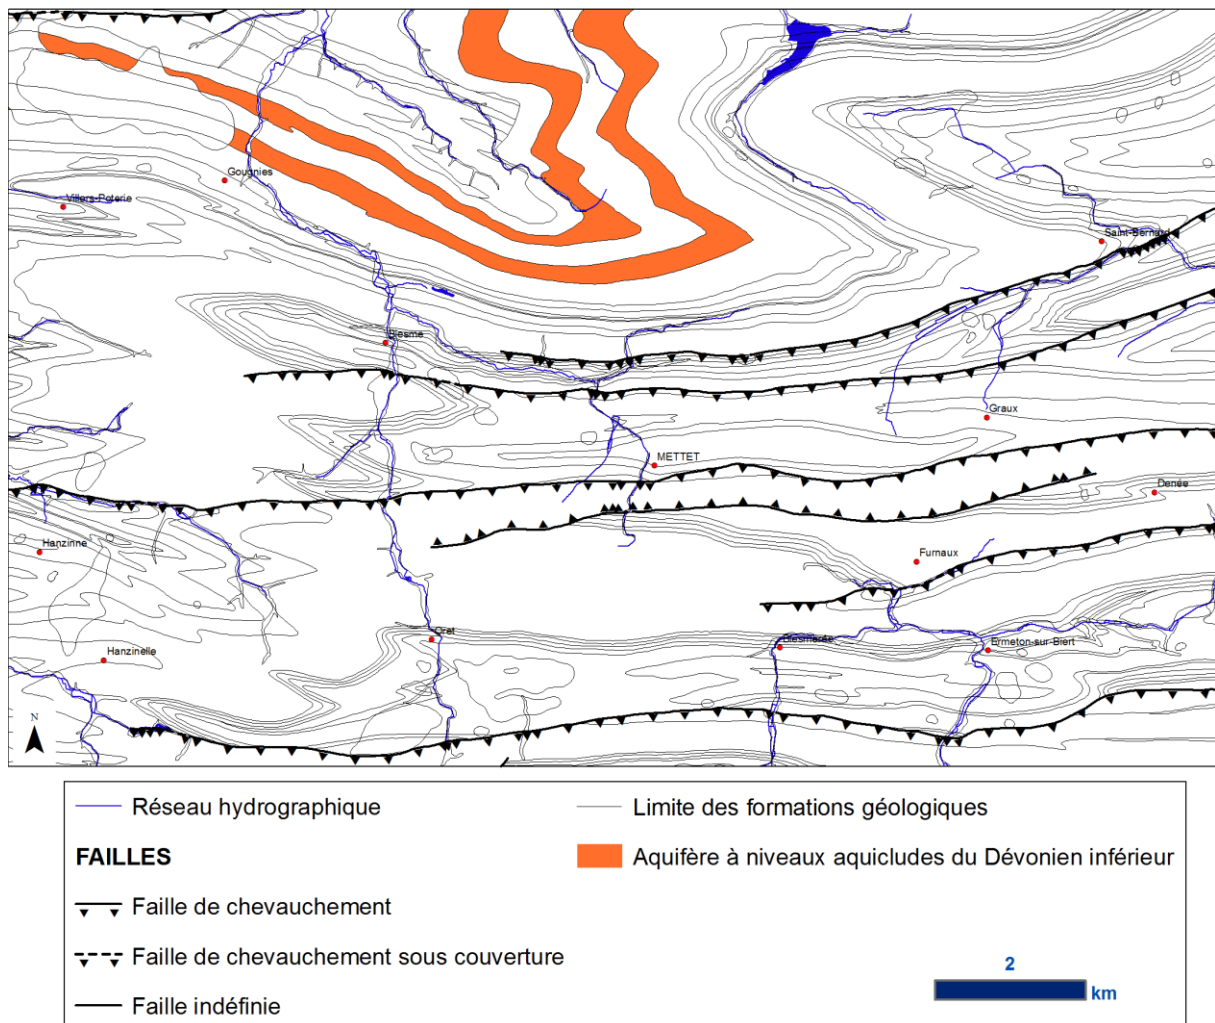 Gougnies
Villers-Poterie
Saint-Bernard
Biesme
Graux
METTET
Denée
Hanzinne
Furnaux
Oret
Biesmerée
Ermeton-sur-Biert
Hanzinelle
N
Réseau hydrographique
Limite des formations géologiques
FAILLES
Aquifère à niveaux aquicludes du Dévonien inférieur
Faille de chevauchement
Faille de chevauchement sous couverture
2
km
Faille indéfinie